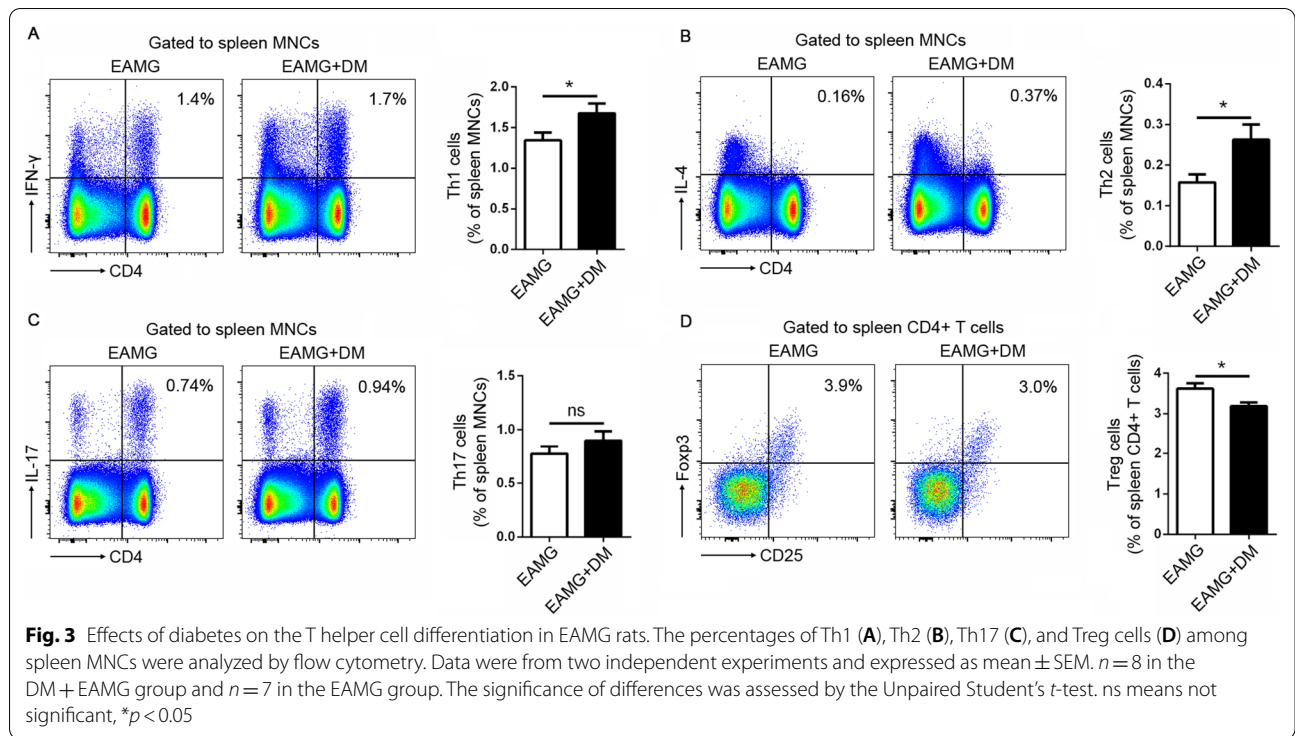 A
Gated to spleen MNCs
EAMG EAMG+DM
1.4% 1.7%
IFN-γ
CD4
Th1 cells
(% of spleen MNCs)
2.0
1.5
1.0
0.5
0.0
*
EAMG
EAMG+DM
B
Gated to spleen MNCs
EAMG EAMG+DM
0.16% 0.37%
IL-4
CD4
Th2 cells
(% of spleen MNCs)
0.4
0.3
0.2
0.1
0.0
*
EAMG
EAMG+DM
C
Gated to spleen MNCs
EAMG EAMG+DM
0.74% 0.94%
IL-17
CD4
Th17 cells
(% of spleen MNCs)
1.5
1.0
0.5
0.0
ns
EAMG
EAMG+DM
D
Gated to spleen CD4+ T cells
EAMG EAMG+DM
3.9% 3.0%
Foxp3
CD25
Treg cells
(% of spleen CD4+ T cells)
4
3
2
1
0
*
EAMG
EAMG+DM
Fig. 3 Effects of diabetes on the T helper cell differentiation in EAMG rats. The percentages of Th1 (A), Th2 (B), Th17 (C), and Treg cells (D) among
spleen MNCs were analyzed by flow cytometry. Data were from two independent experiments and expressed as mean ± SEM. n = 8 in the
DM + EAMG group and n = 7 in the EAMG group. The significance of differences was assessed by the Unpaired Student's t-test. ns means not
significant, *p < 0.05